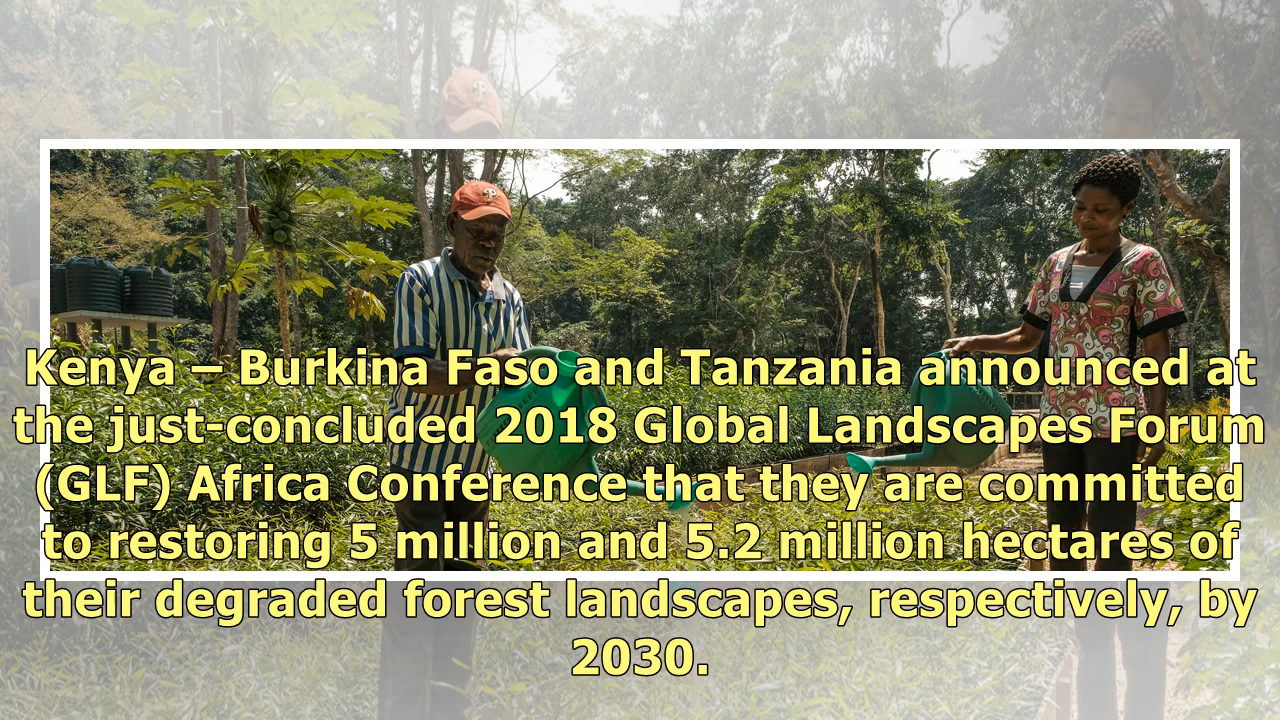 Kenya – Burkina Faso and Tanzania announced at
the just-concluded 2018 Global Landscapes Forum
(GLF) Africa Conference that they are committed
to restoring 5 million and 5.2 million hectares of
their degraded forest landscapes, respectively, by
2030.